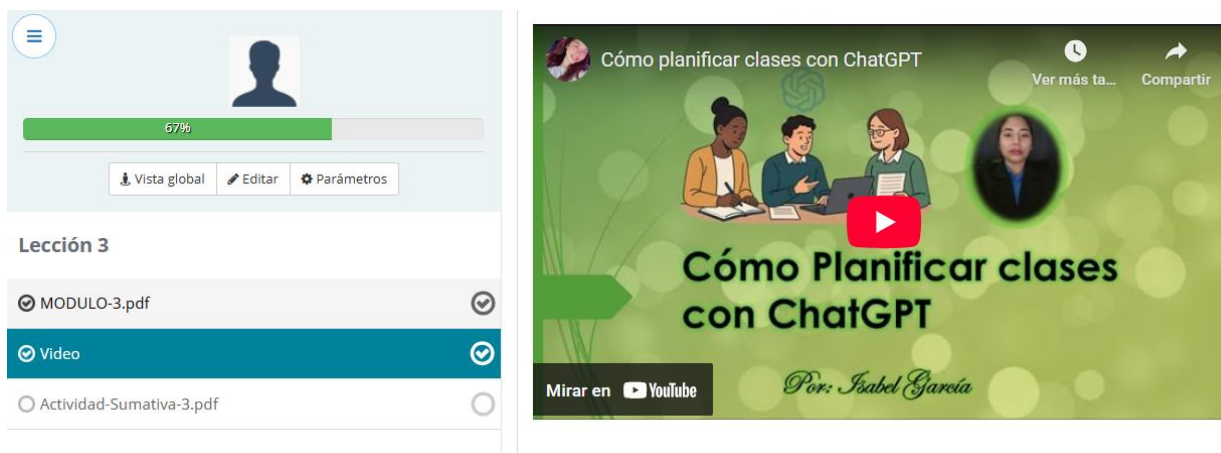 67%
Vista global
Editar
Parámetros
Lección 3
MODULO-3.pdf
Video
Actividad-Sumativa-3.pdf
Cómo planificar clases con ChatGPT
Ver más ta...
Compartir
Cómo Planificar clases
con ChatGPT
Por: Isabel García
Mirar en YouTube